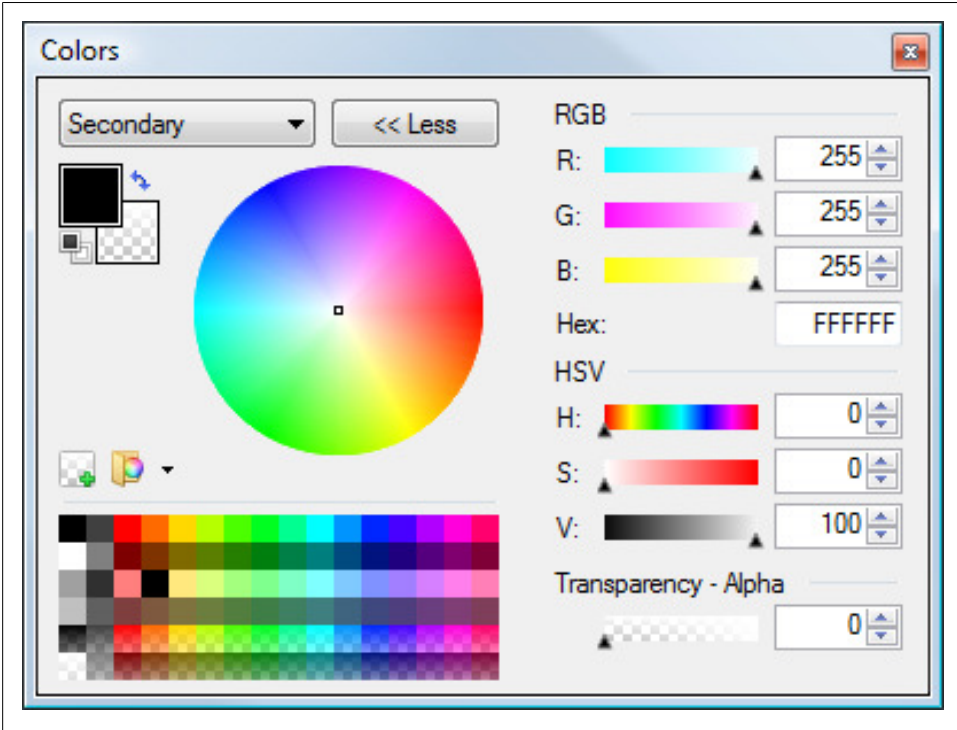 Colors
Secondary
<< Less
RGB
R: 255
G: 255
B: 255
Hex: FFFFFF
HSV
H: 0
S: 0
V: 100
Transparency - Alpha
0